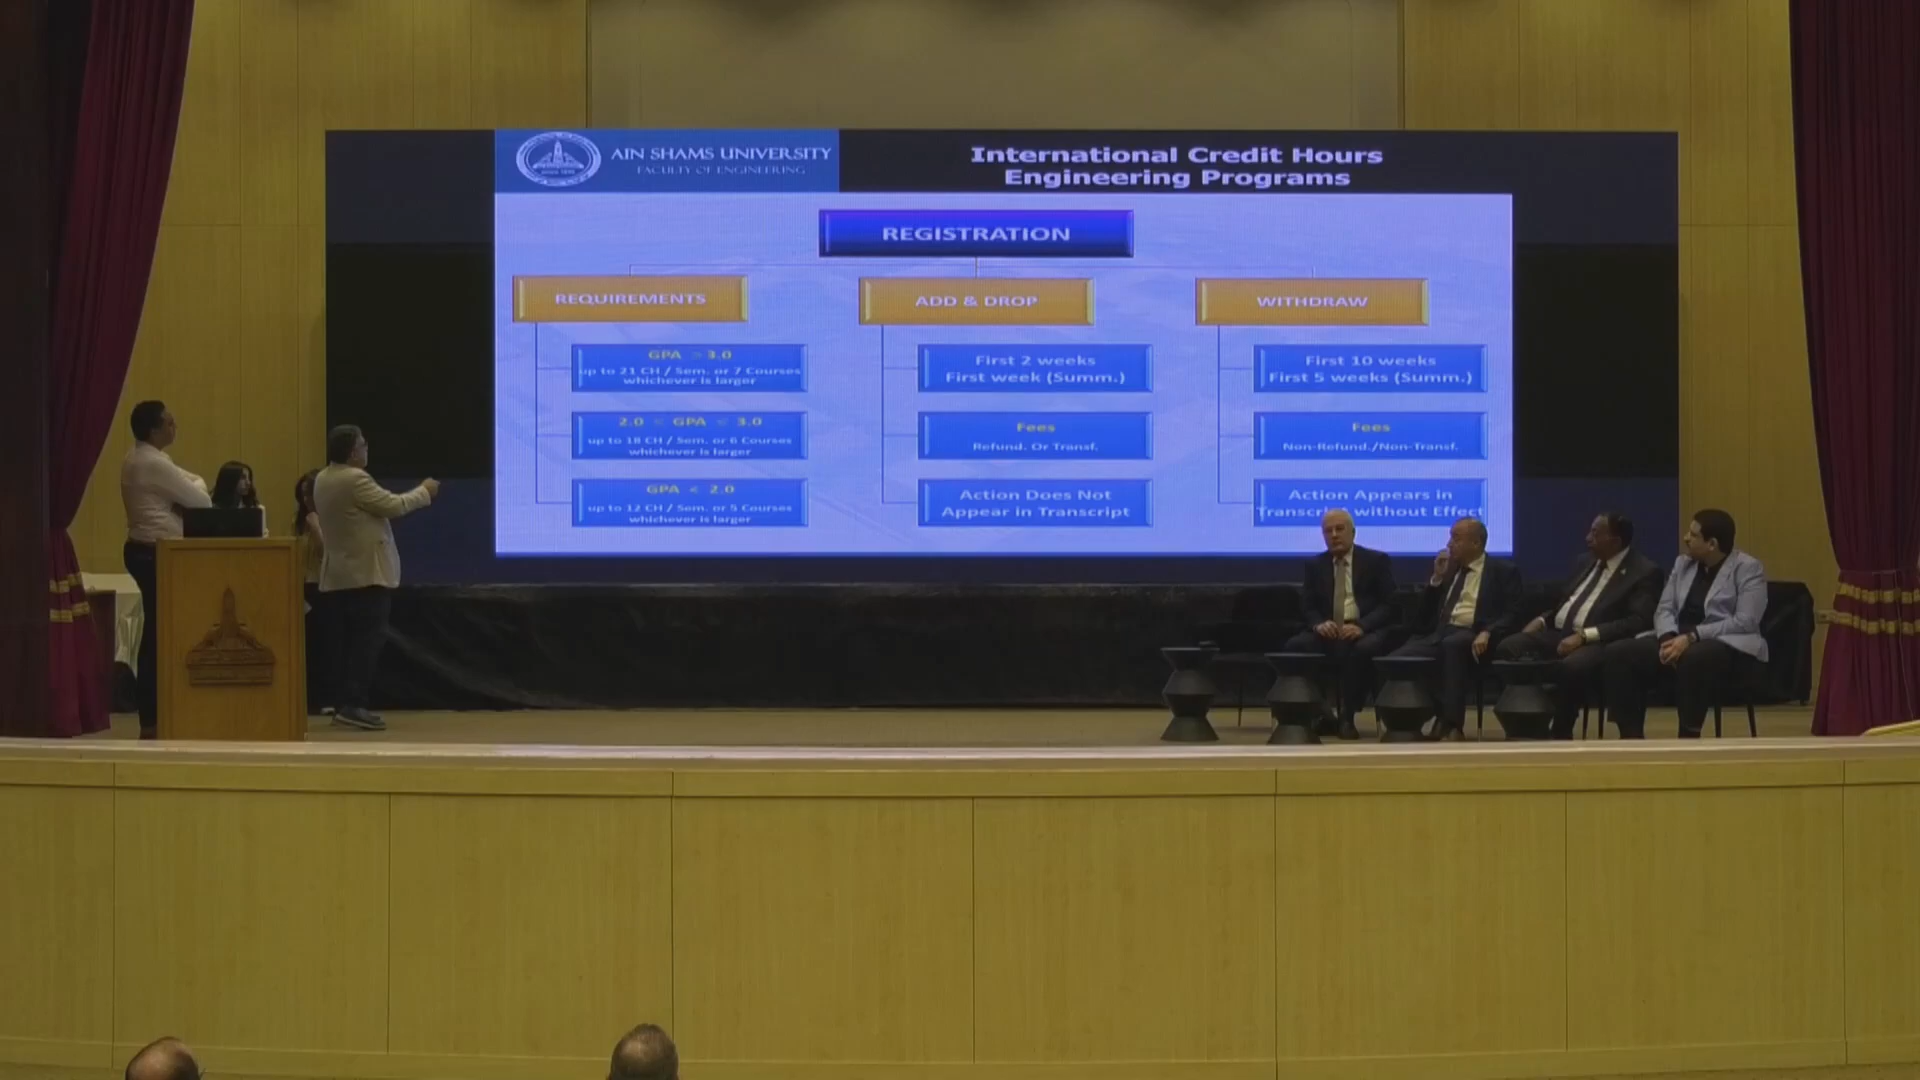 AIN SHAMS UNIVERSITY
FACULTY OF ENGINEERING
International Credit Hours
Engineering Programs
REGISTRATION
REQUIREMENTS
GPA > 3.0
up to 21 CH / Sem. or 7 Courses
whichever is larger
2.0 < GPA < 3.0
up to 18 CH / Sem. or 6 Courses
whichever is larger
GPA < 2.0
up to 12 CH / Sem. or 5 Courses
whichever is larger
ADD & DROP
First 2 weeks
First week (Summ.)
Fees
Refund. Or Transf.
Action Does Not
Appear in Transcript
WITHDRAW
First 10 weeks
First 5 weeks (Summ.)
Fees
Non-Refund./Non-Transf.
Action Appears in
without Effect